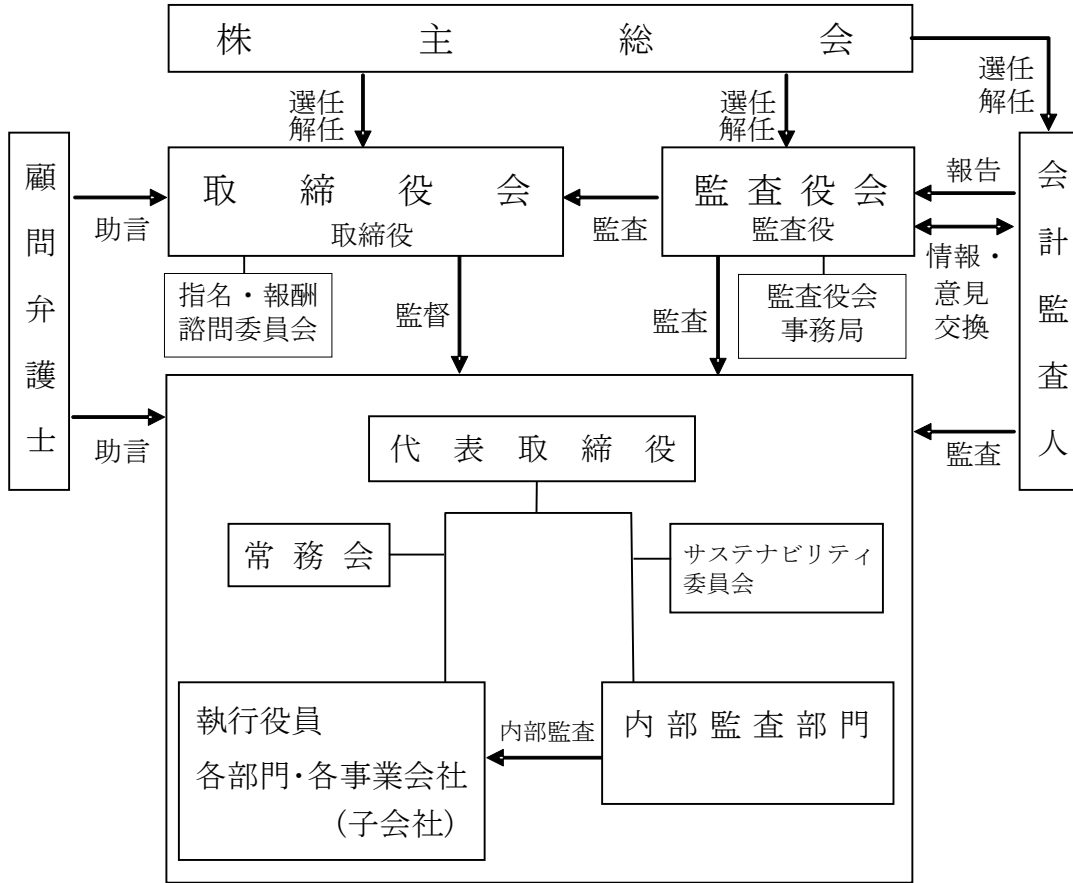 株主総会
選任
解任
選任
解任
選任
解任
顧問弁護士
取締役会
取締役
監査役会
監査役
会計監査人
助言
監査
報告
情報・
意見
交換
指名・報酬
諮問委員会
監督
監査
監査役会
事務局
助言
監査
代表取締役
常務会
サステナビリティ
委員会
執行役員
各部門・各事業会社
(子会社)
内部監査
内部監査部門